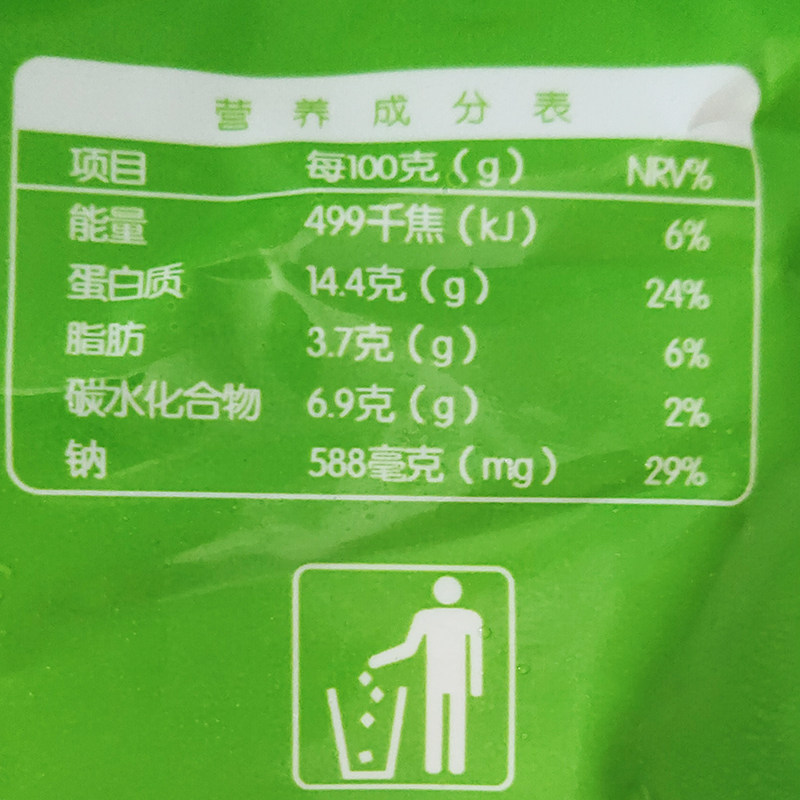 营养成分表
项目 每100克（g） NRV%
能量 499千焦（kJ） 6%
蛋白质 14.4克（g） 24%
脂肪 3.7克（g） 6%
碳水化合物 6.9克（g） 2%
钠 588毫克（mg） 29%